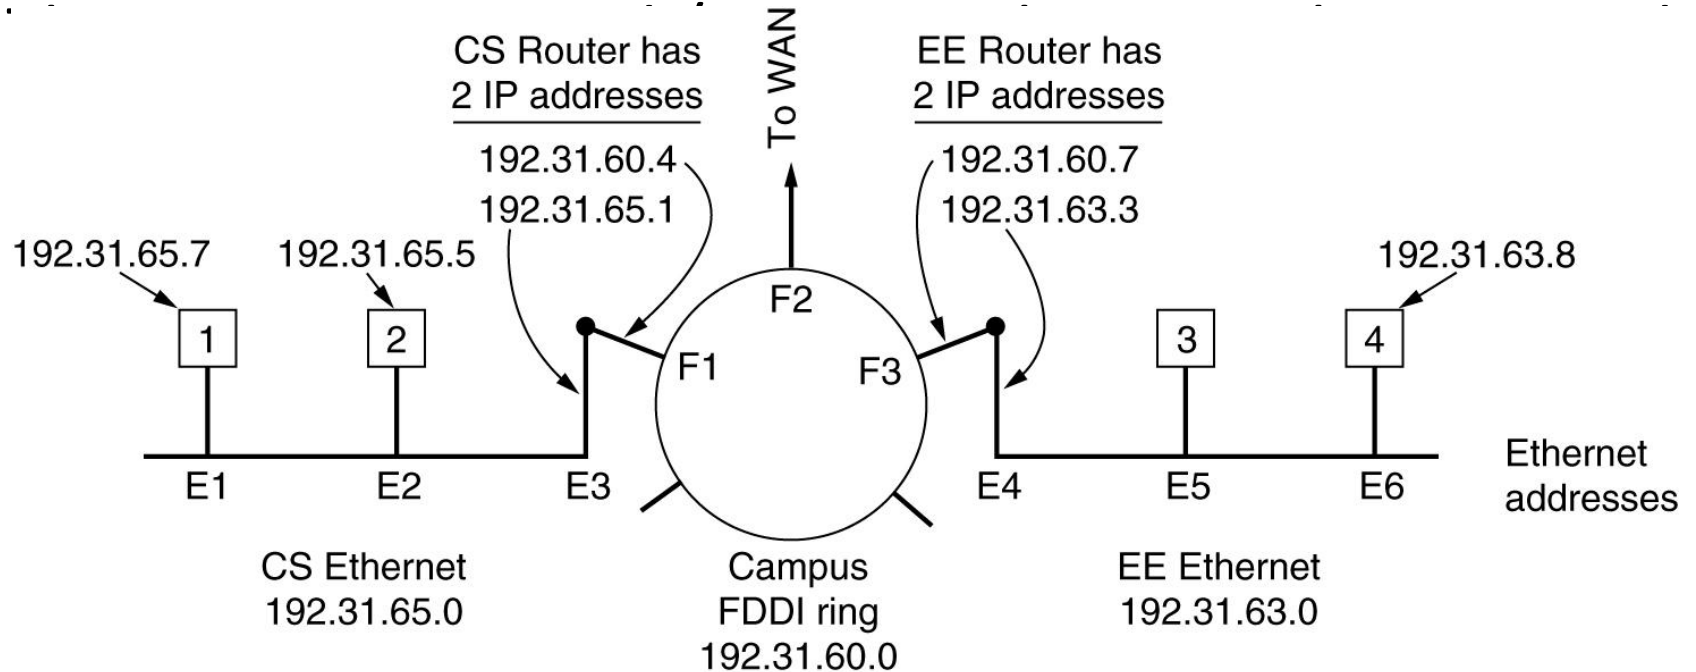 To WAN
CS Router has
2 IP addresses
192.31.60.4
192.31.65.1
EE Router has
2 IP addresses
192.31.60.7
192.31.63.3
192.31.65.7
192.31.65.5
192.31.63.8
1
2
F2
F1
F3
3
4
E1
E2
E3
E4
E5
E6
Ethernet
addresses
CS Ethernet
192.31.65.0
Campus
FDDI ring
192.31.60.0
EE Ethernet
192.31.63.0